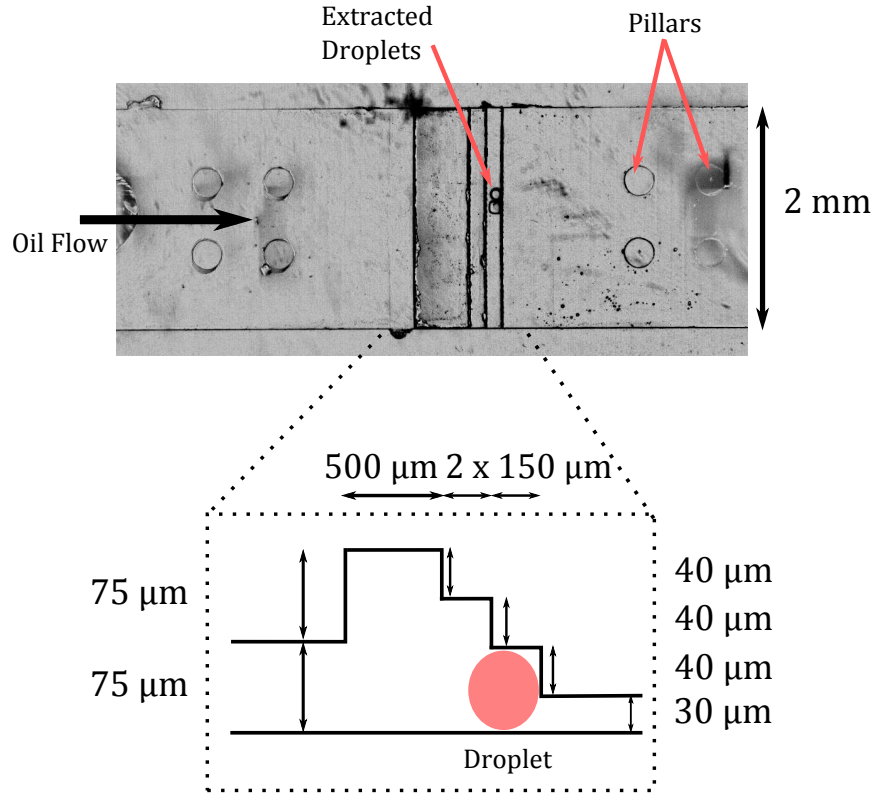 Extracted
Droplets
Pillars
Oil Flow
2 mm
500 μm 2 x 150 μm
75 μm
75 μm
40 μm
40 μm
40 μm
30 μm
Droplet